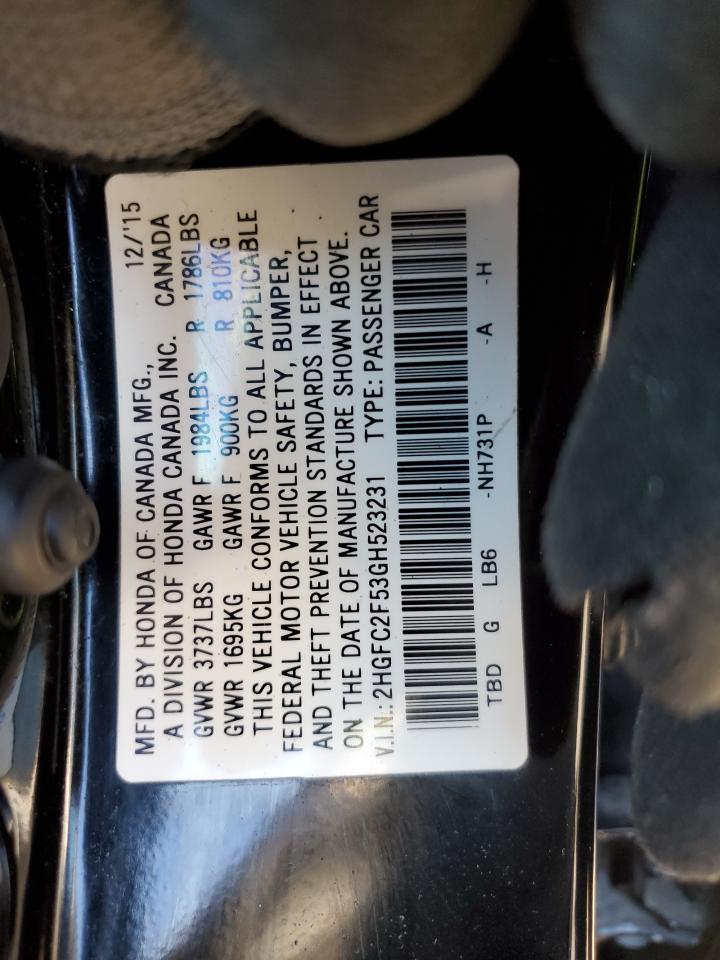 MFD. BY HONDA OF CANADA MFG., 12/'15
A DIVISION OF HONDA CANADA INC. CANADA
GVWR 3737LBS GAWR F 1984LBS R 1786LBS
GVWR 1695KG GAWR F 900KG R 810KG
THIS VEHICLE CONFORMS TO ALL APPLICABLE
FEDERAL MOTOR VEHICLE SAFETY, BUMPER,
AND THEFT PREVENTION STANDARDS IN EFFECT
ON THE DATE OF MANUFACTURE SHOWN ABOVE.
V.I.N.: 2HGFC2F53GH523231 TYPE: PASSENGER CAR
TBD G LB6 -NH731P -A -H